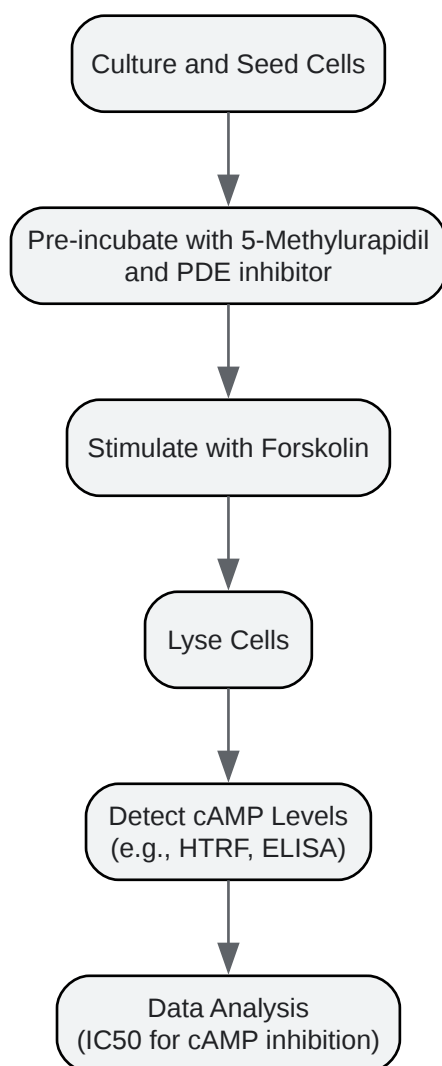 Culture and Seed Cells
Pre-incubate with 5-Methylurapidil
and PDE inhibitor
Stimulate with Forskolin
Lyse Cells
Detect cAMP Levels
(e.g., HTRF, ELISA)
Data Analysis
(IC50 for cAMP inhibition)